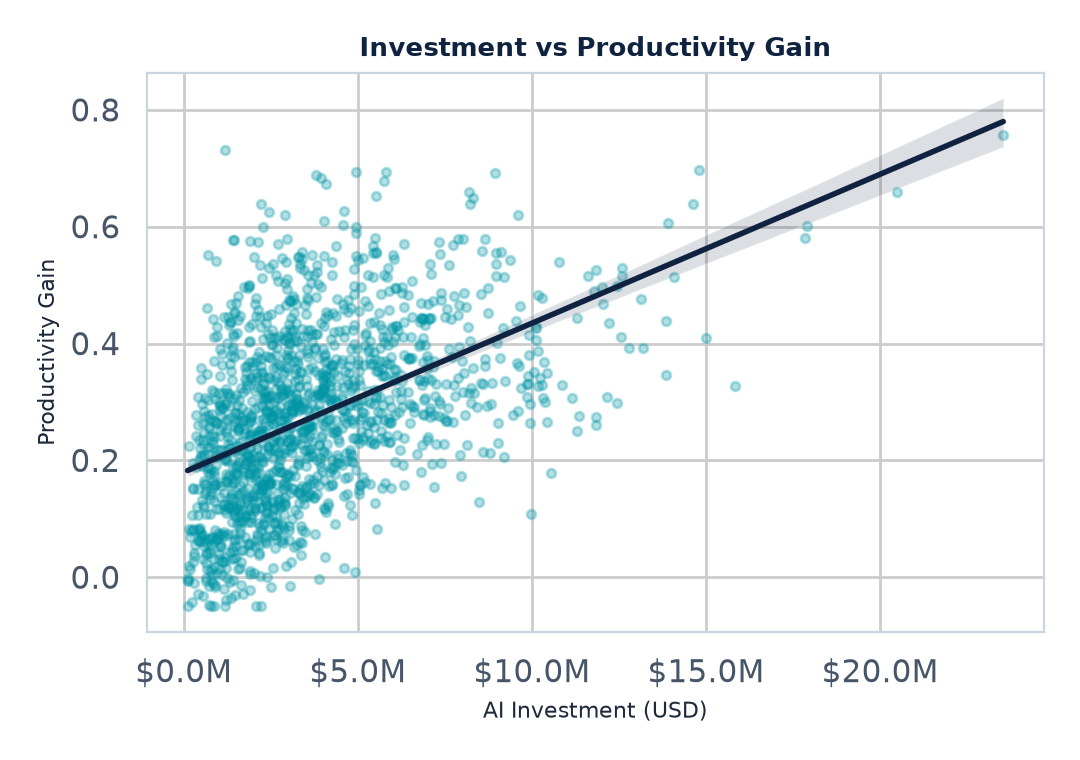 Investment vs Productivity Gain
0.8
0.6
0.4
0.2
0.0
Productivity Gain
$0.0M $5.0M $10.0M $15.0M $20.0M
AI Investment (USD)